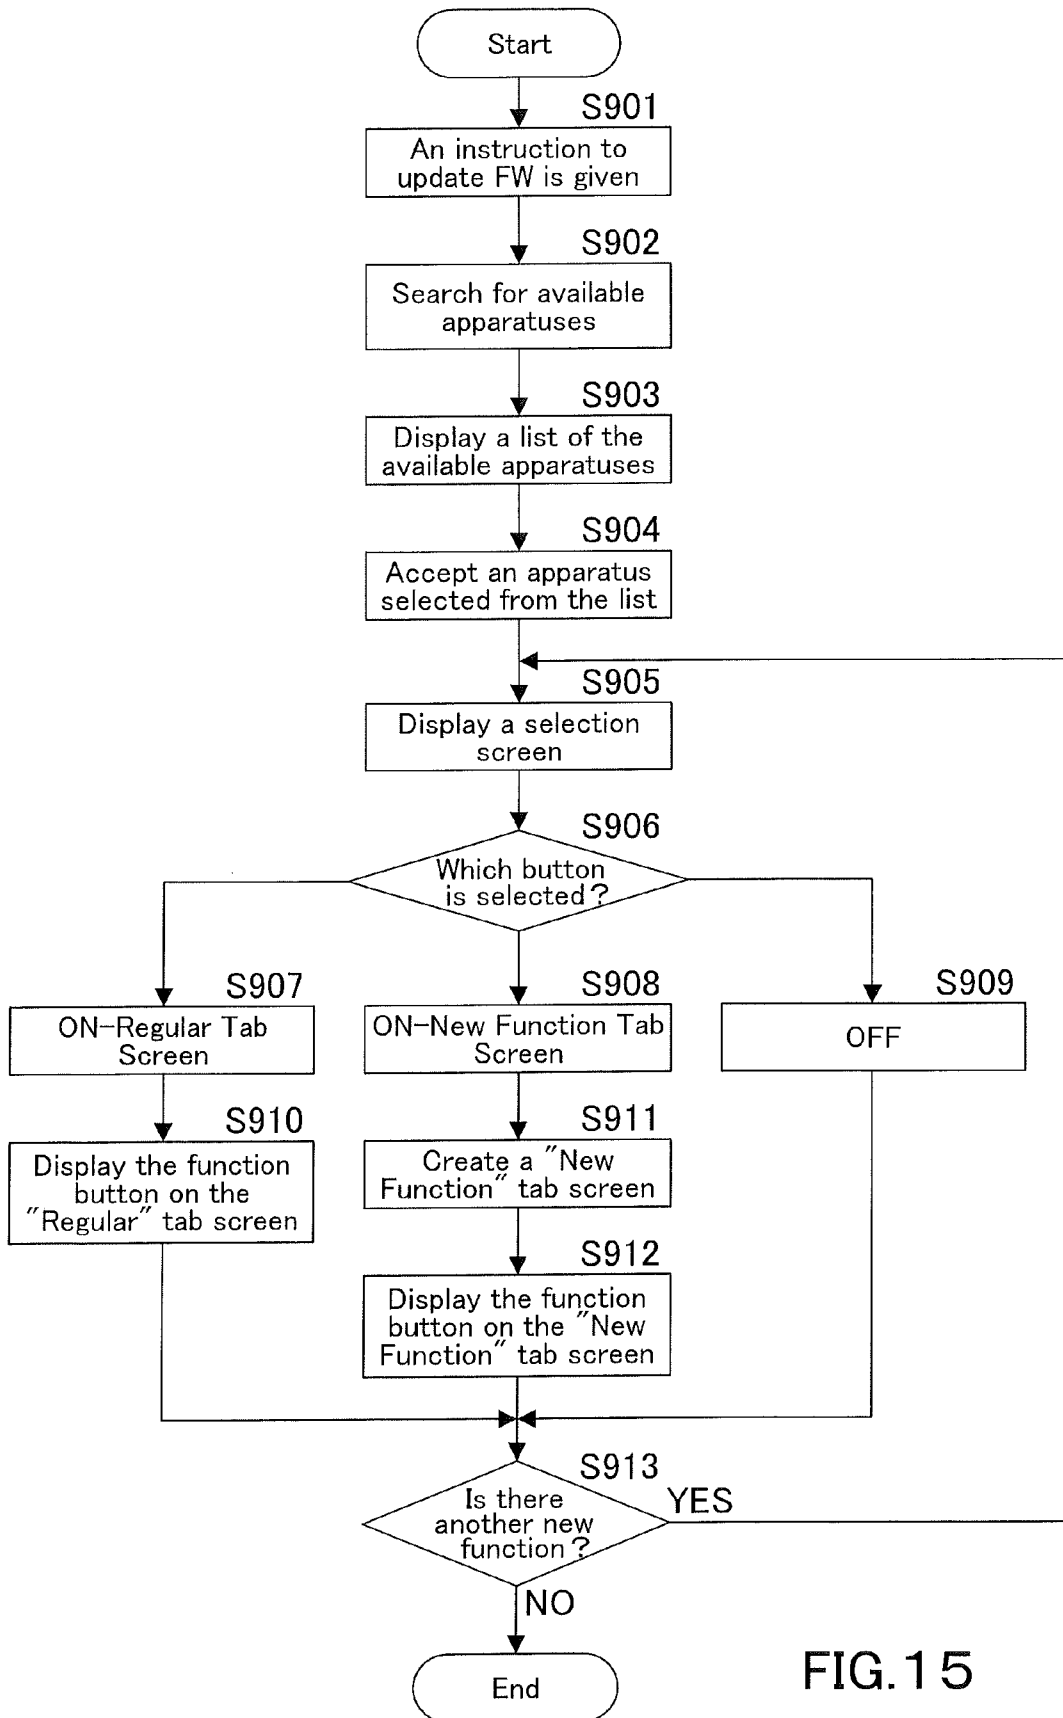 Start
S901
An instruction to
update FW is given
S902
Search for available
apparatuses
S903
Display a list of the
available apparatuses
S904
Accept an apparatus
selected from the list
S905
Display a selection
screen
S906
Which button
is selected?
S907
ON-Regular Tab
Screen
S908
ON-New Function Tab
Screen
S909
OFF
S910
Display the function
button on the
"Regular" tab screen
S911
Create a "New
Function" tab screen
S912
Display the function
button on the "New
Function" tab screen
S913
Is there
another new
function?
YES
NO
End
FIG.15